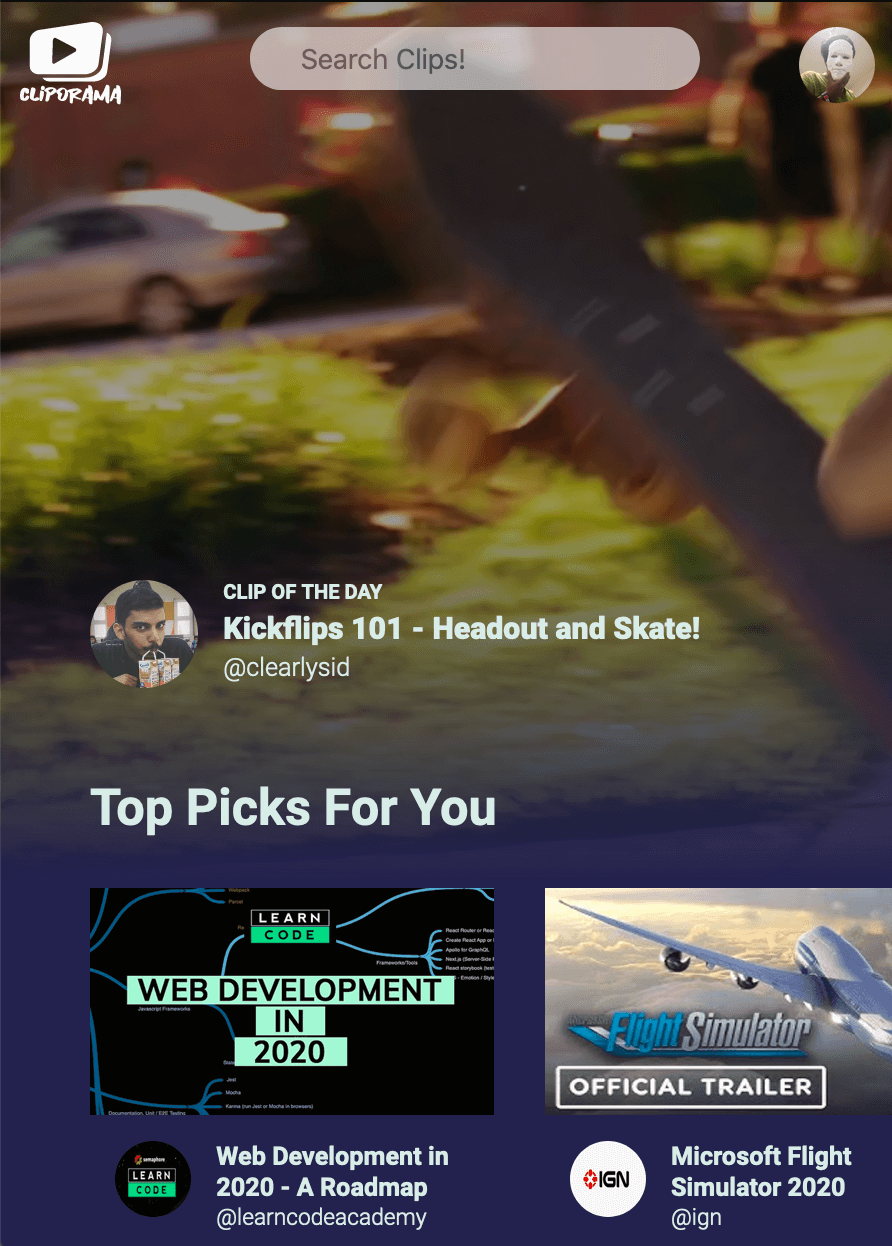 CLIPORAMA
Search Clips!
CLIP OF THE DAY
Kickflips 101 - Headout and Skate!
@clearlysid
Top Picks For You
Webpack
Parcel
LEARN
CODE
React Router or
Create React App or
Apollo for GraphQL
Next.js (Server-Side
React storybook
Emotion /
Frameworks/Tools
WEB DEVELOPMENT
Javascript Frameworks
IN
2020
Jest
Mocha
Karma (run Jest or Mocha in browsers)
Documentation, Unit / E2E Testing
Flight Simulator
OFFICIAL TRAILER
semaphore
LEARN
CODE
Web Development in
2020 - A Roadmap
@learncodeacademy
IGN
Microsoft Flight
Simulator 2020
@ign